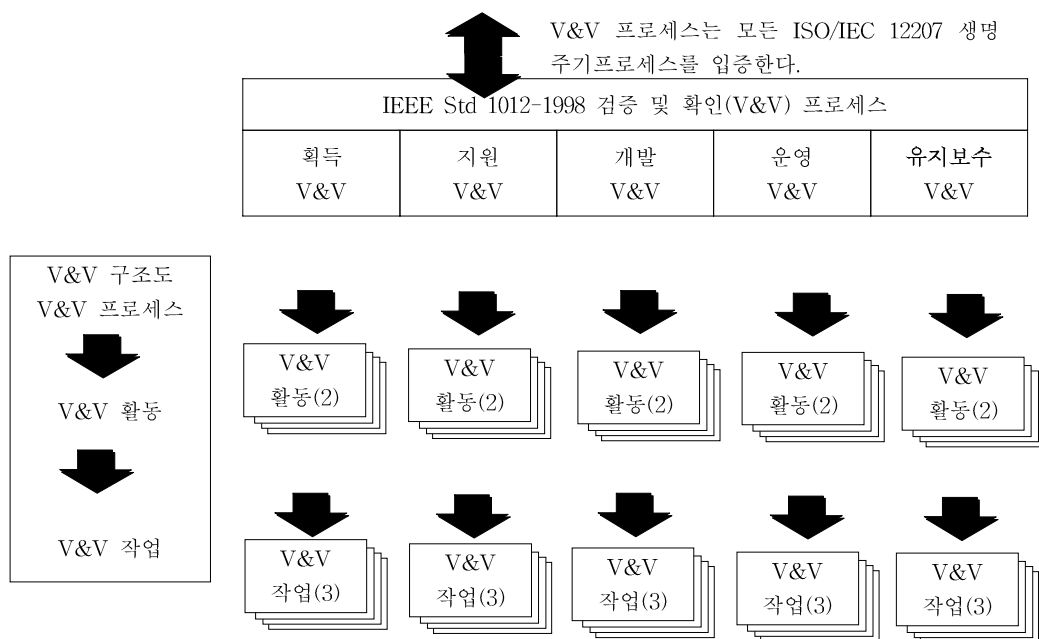 V&V 프로세스는 모든 ISO/IEC 12207 생명
주기프로세스를 입증한다.
IEEE Std 1012-1998 검증 및 확인(V&V) 프로세스
획득
V&V
지원
V&V
개발
V&V
운영
V&V
유지보수
V&V
V&V 구조도
V&V 프로세스
V&V 활동
V&V 작업
V&V
활동(2)
V&V
활동(2)
V&V
활동(2)
V&V
활동(2)
V&V
활동(2)
V&V
작업(3)
V&V
작업(3)
V&V
작업(3)
V&V
작업(3)
V&V
작업(3)